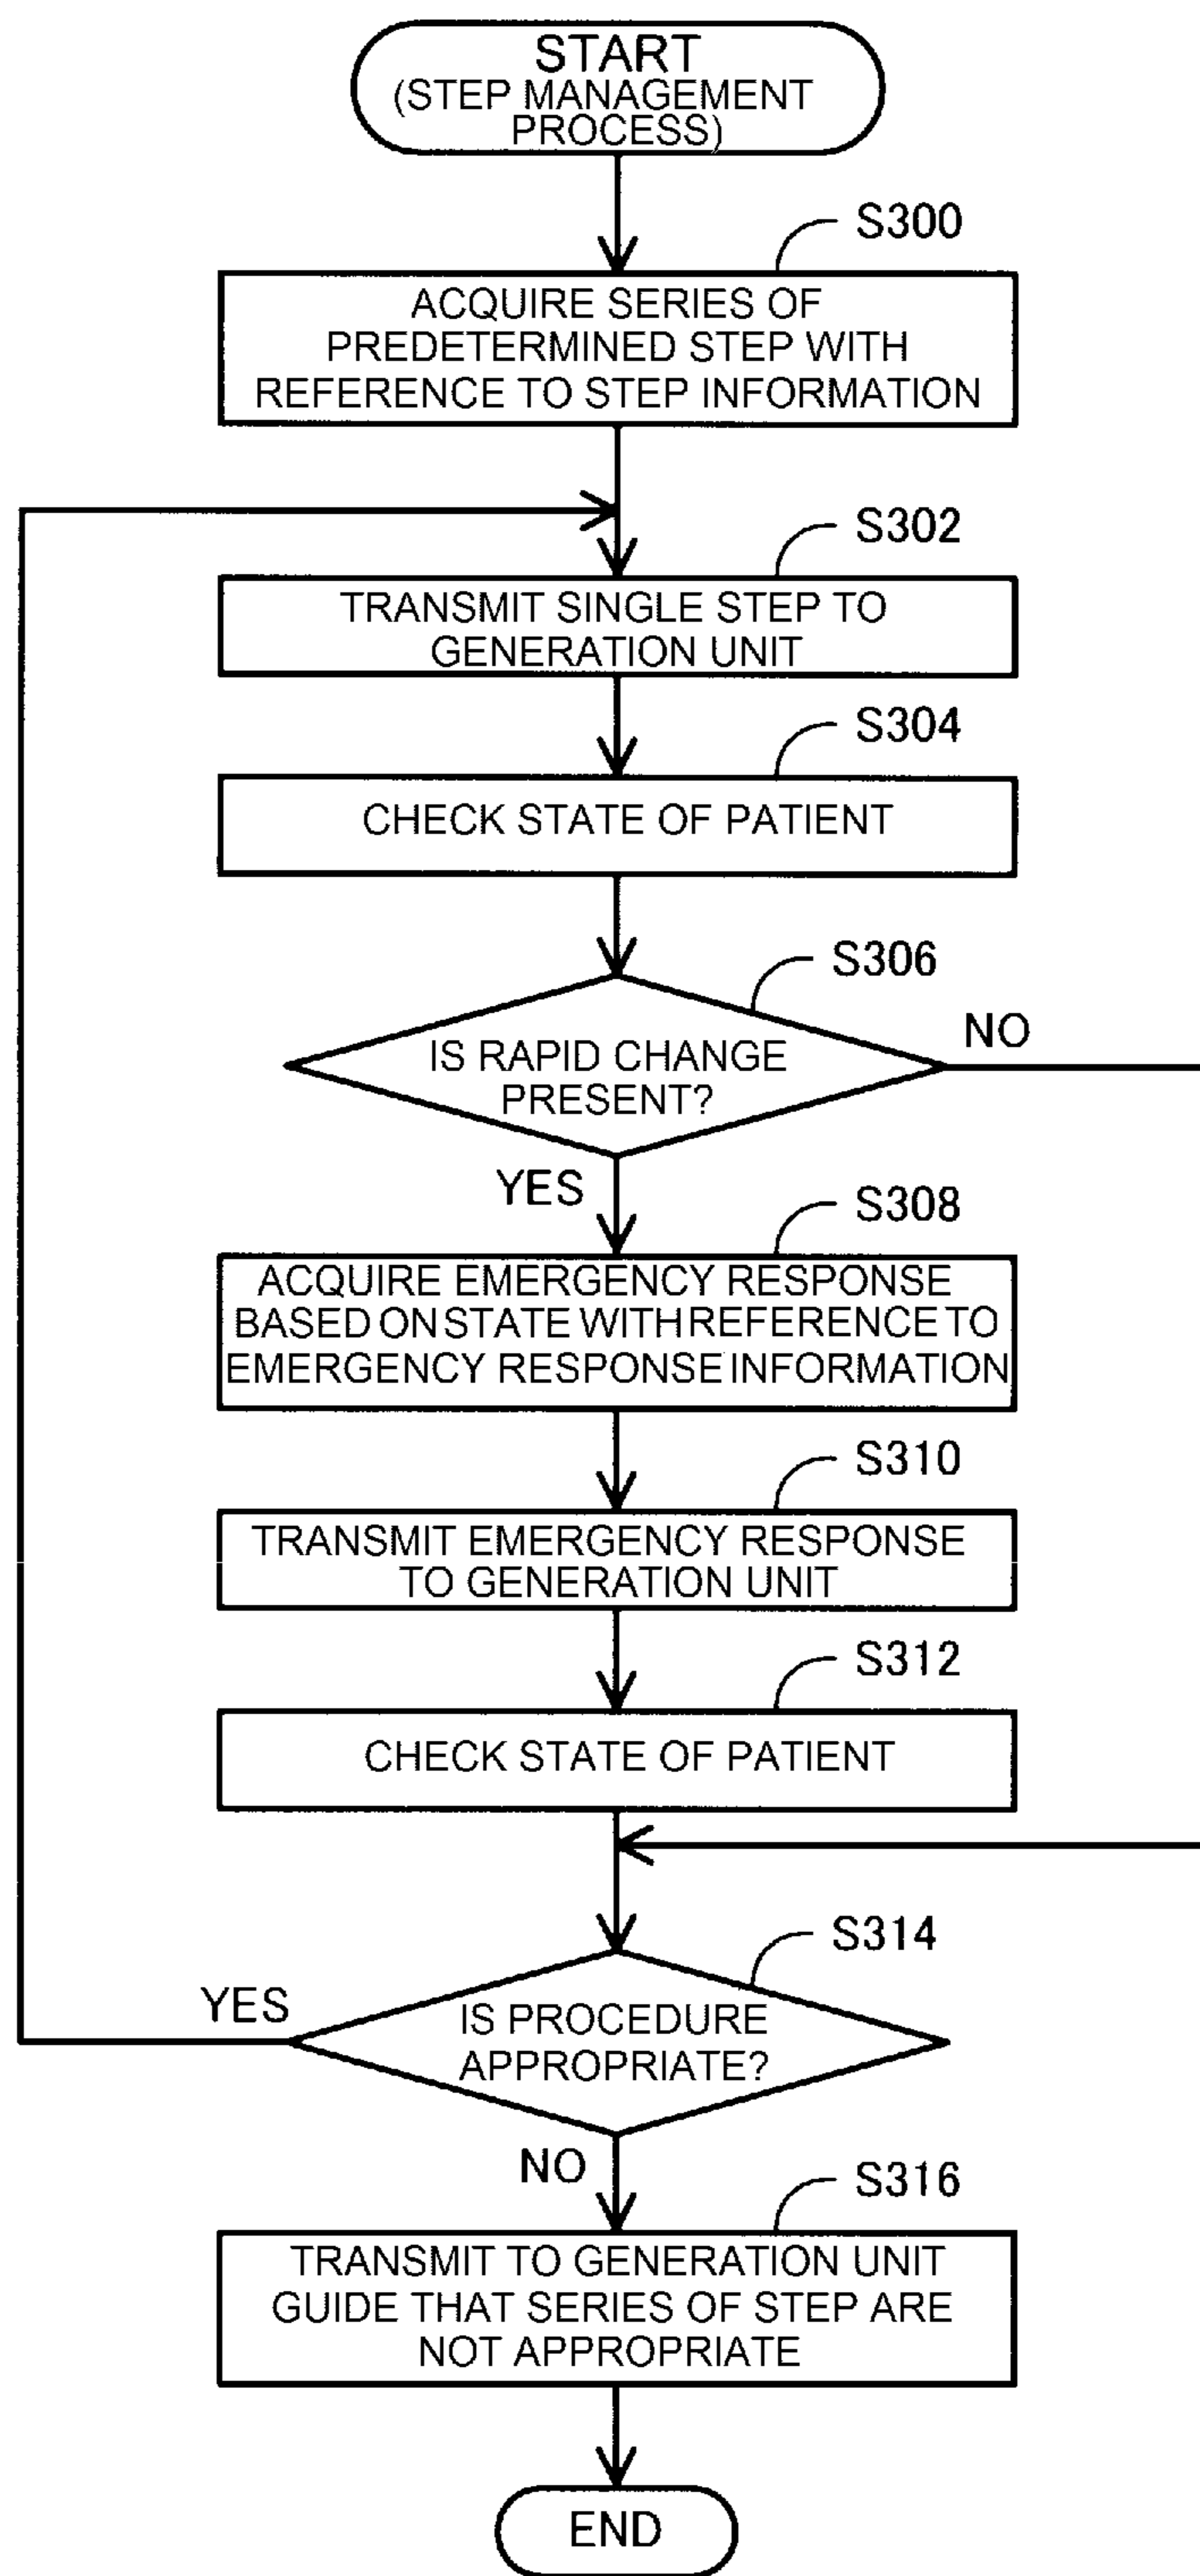 START
(STEP MANAGEMENT
PROCESS)
S300
ACQUIRE SERIES OF
PREDETERMINED STEP WITH
REFERENCE TO STEP INFORMATION
S302
TRANSMIT SINGLE STEP TO
GENERATION UNIT
S304
CHECK STATE OF PATIENT
S306
IS RAPID CHANGE
PRESENT?
NO
YES
S308
ACQUIRE EMERGENCY RESPONSE
BASED ON STATE WITH REFERENCE TO
EMERGENCY RESPONSE INFORMATION
S310
TRANSMIT EMERGENCY RESPONSE
TO GENERATION UNIT
S312
CHECK STATE OF PATIENT
S314
YES
IS PROCEDURE
APPROPRIATE?
NO
S316
TRANSMIT TO GENERATION UNIT
GUIDE THAT SERIES OF STEP ARE
NOT APPROPRIATE
END